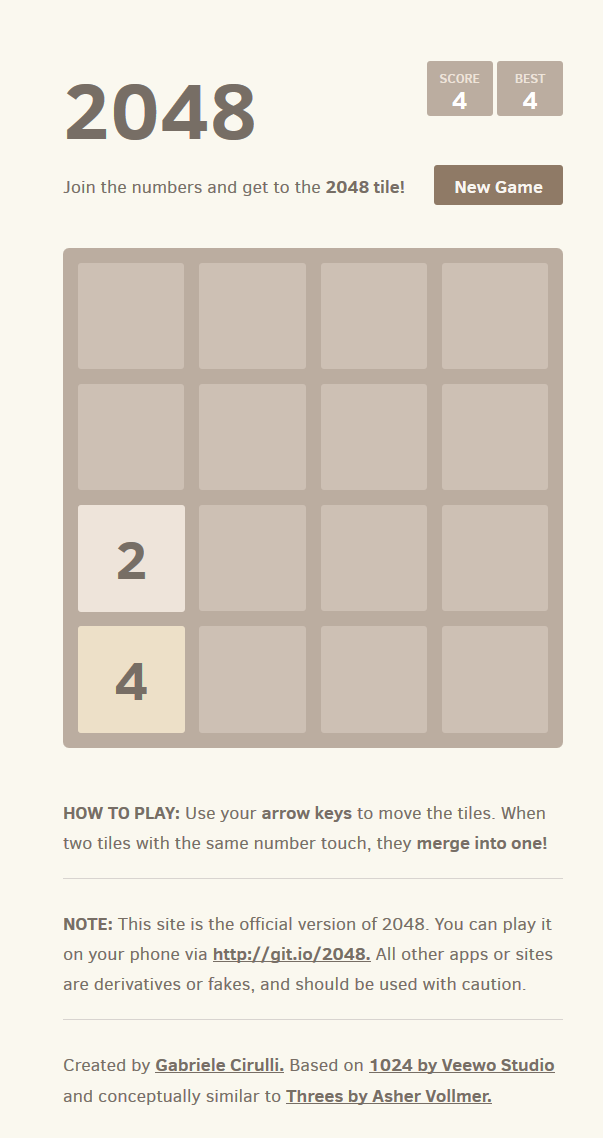 2048
SCORE
4
BEST
4
Join the numbers and get to the 2048 tile!
New Game
2
4
HOW TO PLAY: Use your arrow keys to move the tiles. When
two tiles with the same number touch, they merge into one!
NOTE: This site is the official version of 2048. You can play it
on your phone via http://git.io/2048. All other apps or sites
are derivatives or fakes, and should be used with caution.
Created by Gabriele Cirulli. Based on 1024 by Veewo Studio
and conceptually similar to Threes by Asher Vollmer.